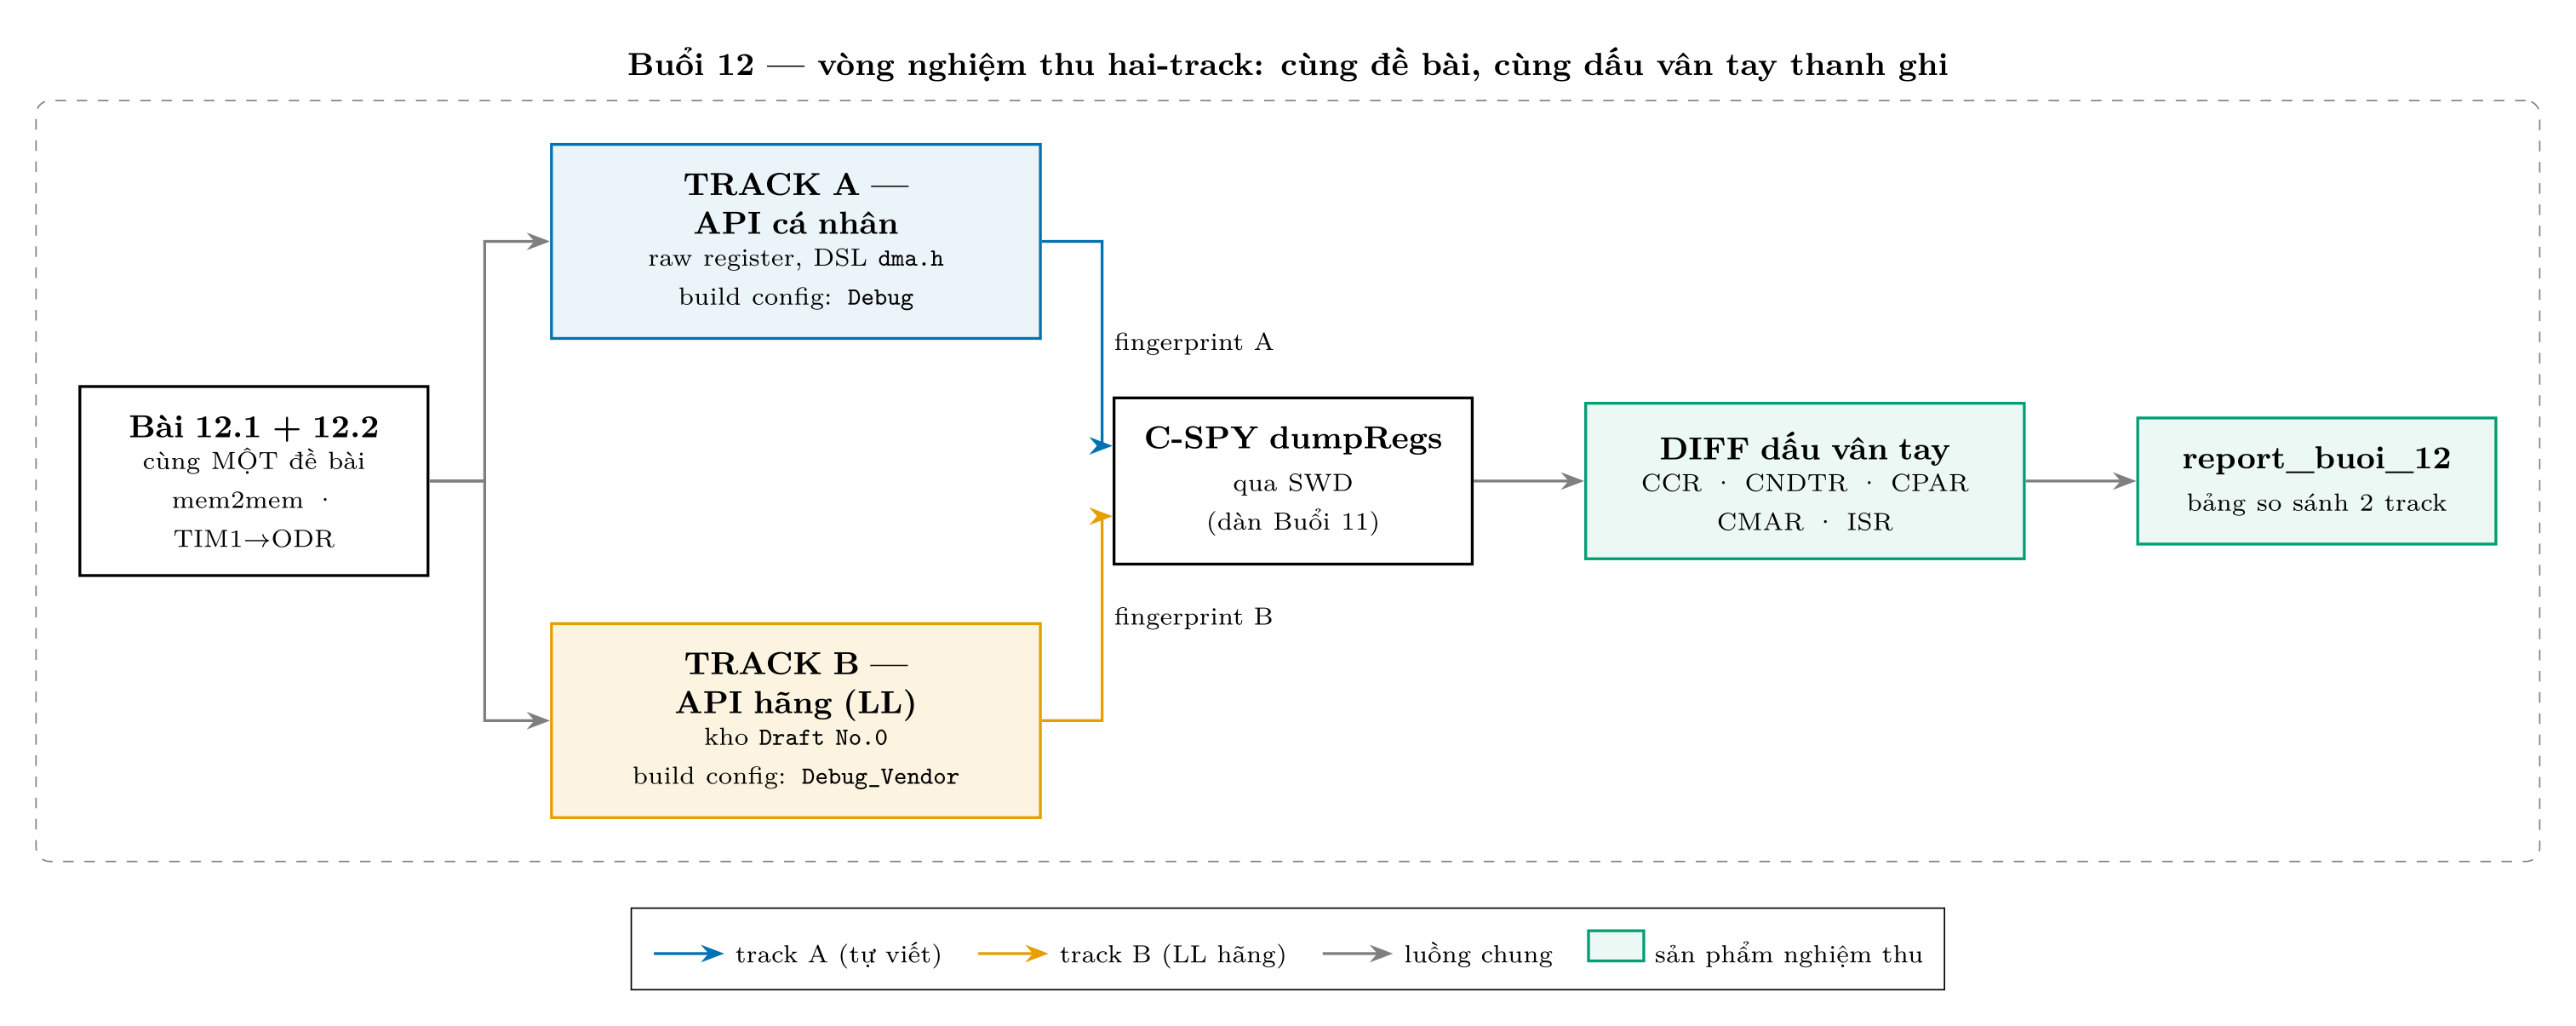 Buổi 12 — vòng nghiệm thu hai-track: cùng đề bài, cùng dấu vân tay thanh ghi
Bài 12.1 + 12.2
cùng MỘT đề bài
mem2mem ·
TIM1→ODR
TRACK A —
API cá nhân
raw register, DSL dma.h
build config: Debug
TRACK B —
API hãng (LL)
kho Draft No.0
build config: Debug_Vendor
fingerprint A
fingerprint B
C-SPY dumpRegs
qua SWD
(dàn Buổi 11)
DIFF dấu vân tay
CCR · CNDTR · CPAR
CMAR · ISR
report_buoi_12
bảng so sánh 2 track
track A (tự viết)
track B (LL hãng)
luồng chung
sản phẩm nghiệm thu